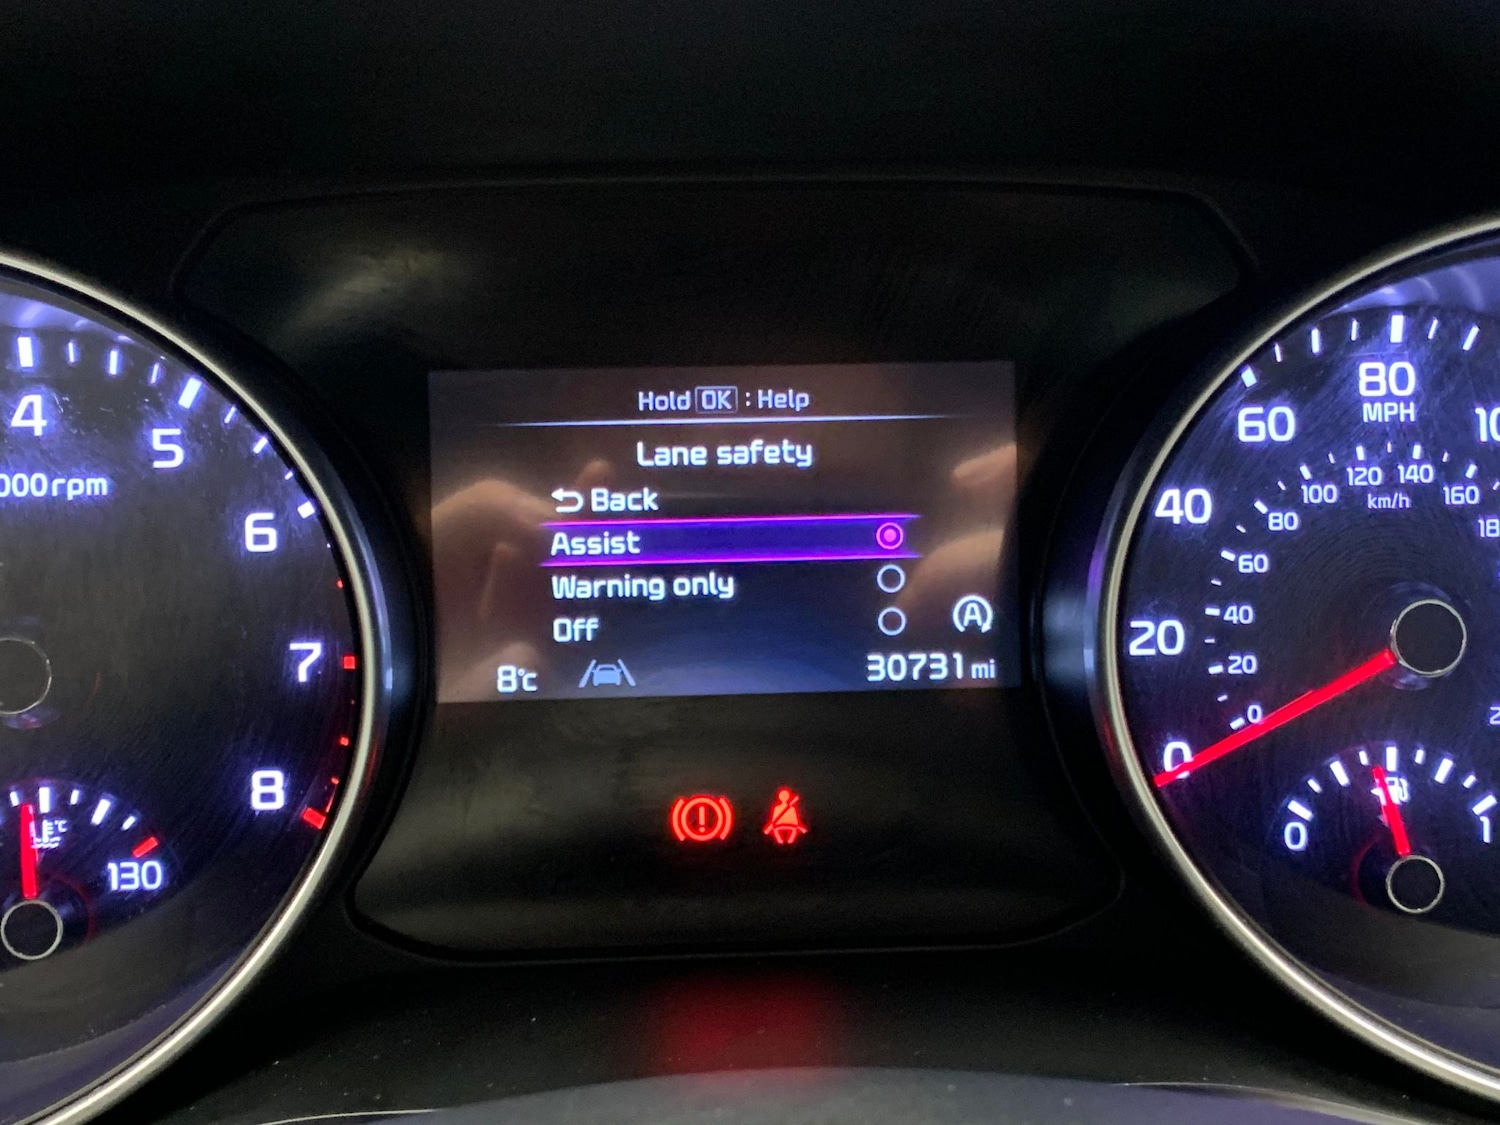 Hold OK : Help
Lane safety
Back
Assist
Warning only
Off
8°c
30731 mi
A
4
5
6
7
8
000rpm
°C
130
0
20
40
60
80
MPH
0
20
40
60
80
100
120
140
160
km/h
0
1